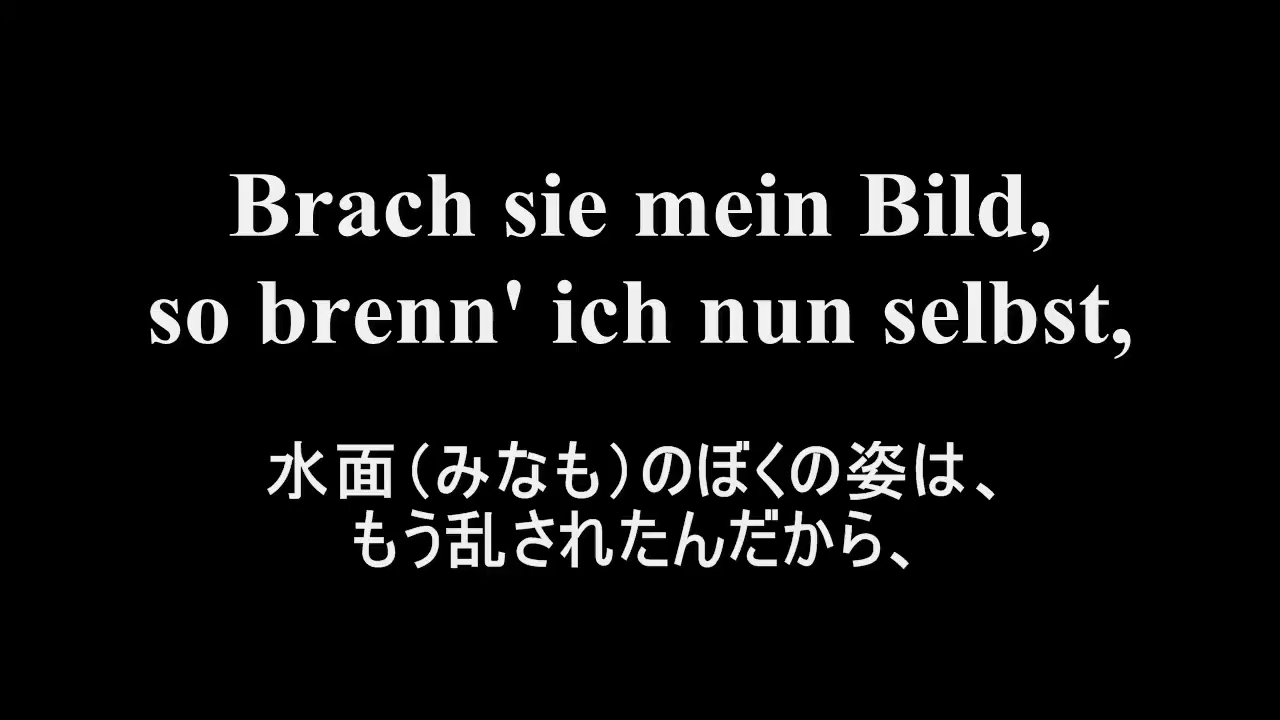 Brach sie mein Bild,
so brenn' ich nun selbst,
水面(みなも)のぼくの姿は、
もう乱されたんだから、